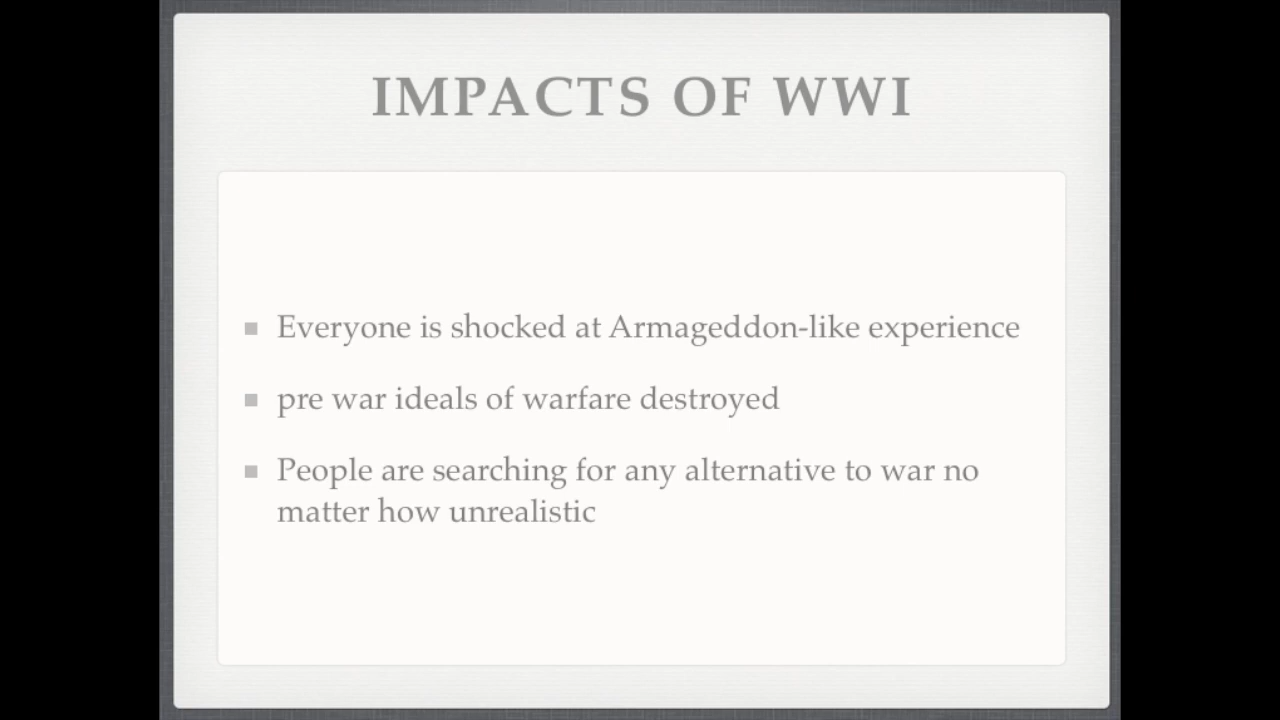 IMPACTS OF WWI
Everyone is shocked at Armageddon-like experience
pre war ideals of warfare destroyed
People are searching for any alternative to war no
matter how unrealistic